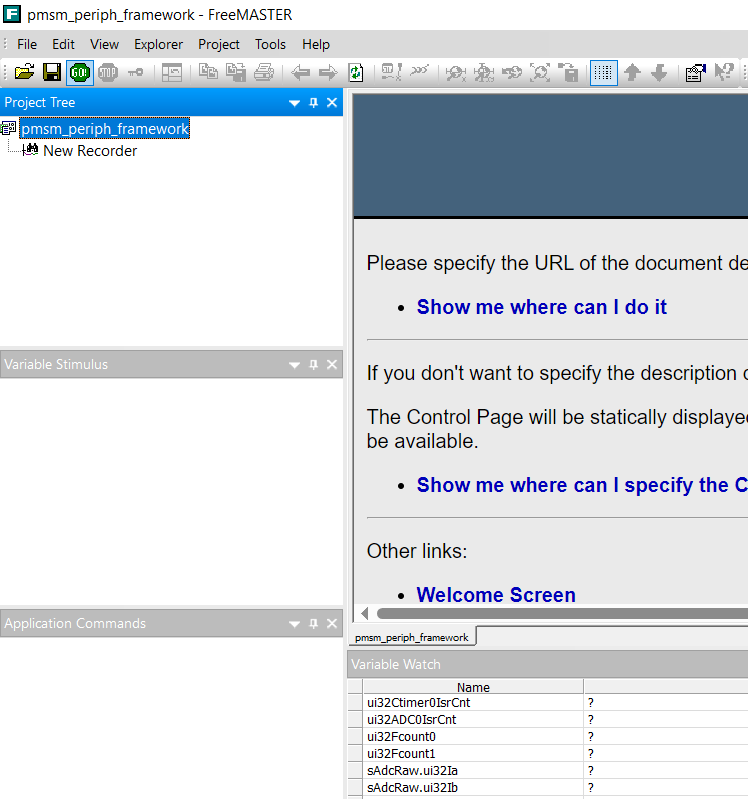 pmsm_periph_framework - FreeMASTER
File Edit View Explorer Project Tools Help
GO! STOP
Project Tree
pmsm_periph_framework
New Recorder
Please specify the URL of the document de
Show me where can I do it
If you don't want to specify the description o
The Control Page will be statically displaye
be available.
Show me where can I specify the C
Other links:
Welcome Screen
pmsm_periph_framework
Variable Stimulus
Application Commands
Variable Watch
Name
ui32Ctimer0IsrCnt ?
ui32ADC0IsrCnt ?
ui32Fcount0 ?
ui32Fcount1 ?
sAdcRaw.ui32Ia ?
sAdcRaw.ui32Ib ?